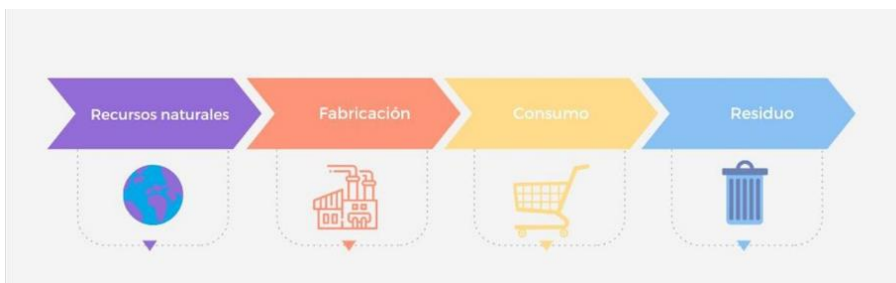 Recursos naturales
Fabricación
Consumo
Residuo